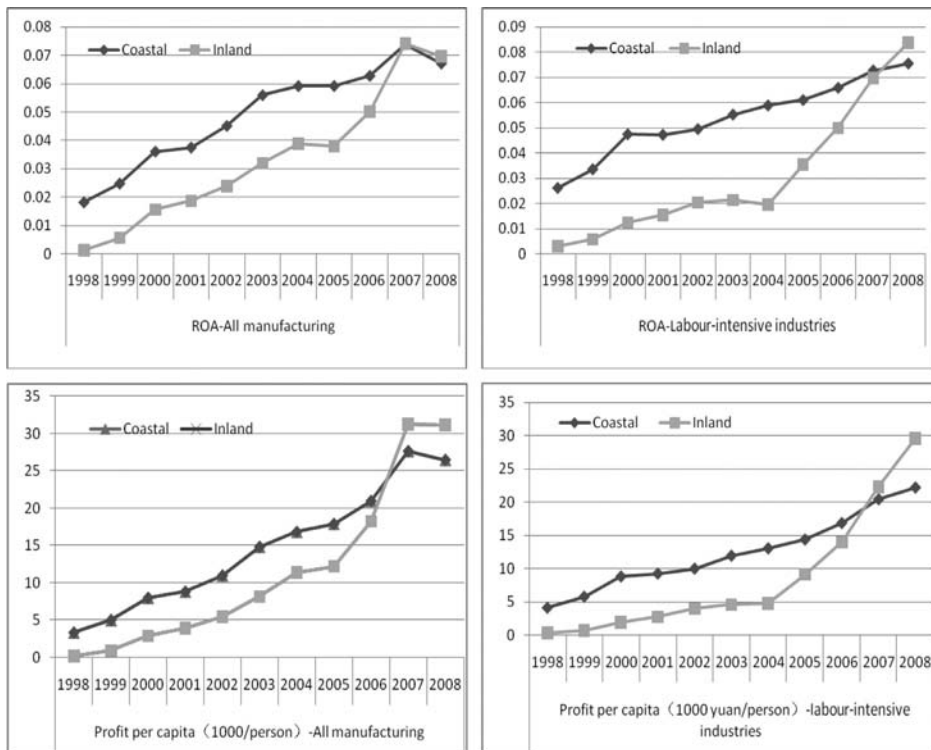 0.08
0.07
0.06
0.05
0.04
0.03
0.02
0.01
0
Coastal Inland
1998 1999 2000 2001 2002 2003 2004 2005 2006 2007 2008
ROA-All manufacturing
0.09
0.08
0.07
0.06
0.05
0.04
0.03
0.02
0.01
0
Coastal Inland
1998 1999 2000 2001 2002 2003 2004 2005 2006 2007 2008
ROA-Labour-intensive industries
35
30
25
20
15
10
5
0
Coastal Inland
1998 1999 2000 2001 2002 2003 2004 2005 2006 2007 2008
Profit per capita（1000/person）-All manufacturing
35
30
25
20
15
10
5
0
Coastal Inland
1998 1999 2000 2001 2002 2003 2004 2005 2006 2007 2008
Profit per capita（1000 yuan/person）-labour-intensive
industries